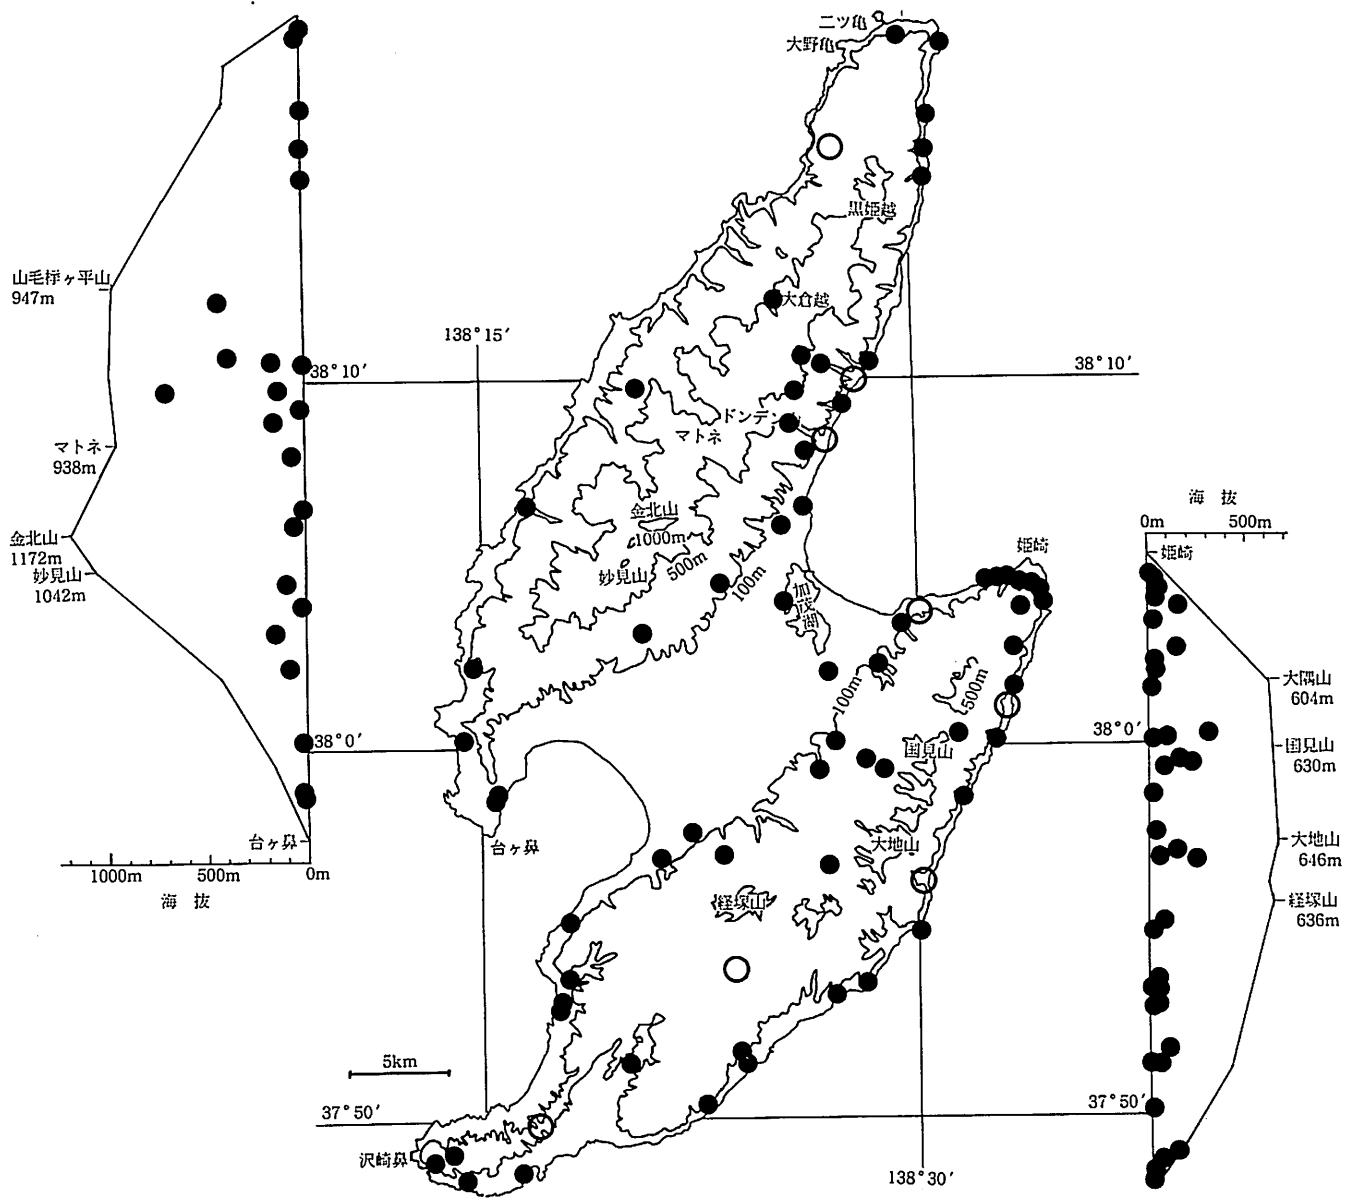 二ツ亀
大野亀
黒姫越
山毛欅ヶ平山
947m
大倉越
138°15′
38°10′
38°10′
ドンデン
マトネ
マトネ
938m
海 抜
0m
500m
金北山
1000m
500m
100m
金北山
1172m
妙見山
1042m
妙見山
加茂湖
姫崎
姫崎
大隅山
604m
100m
500m
38°0′
38°0′
国見山
国見山
630m
台ヶ鼻
台ヶ鼻
大地山
大地山
646m
1000m
500m
0m
海 抜
経塚山
経塚山
636m
5km
37°50′
37°50′
沢崎鼻
138°30′